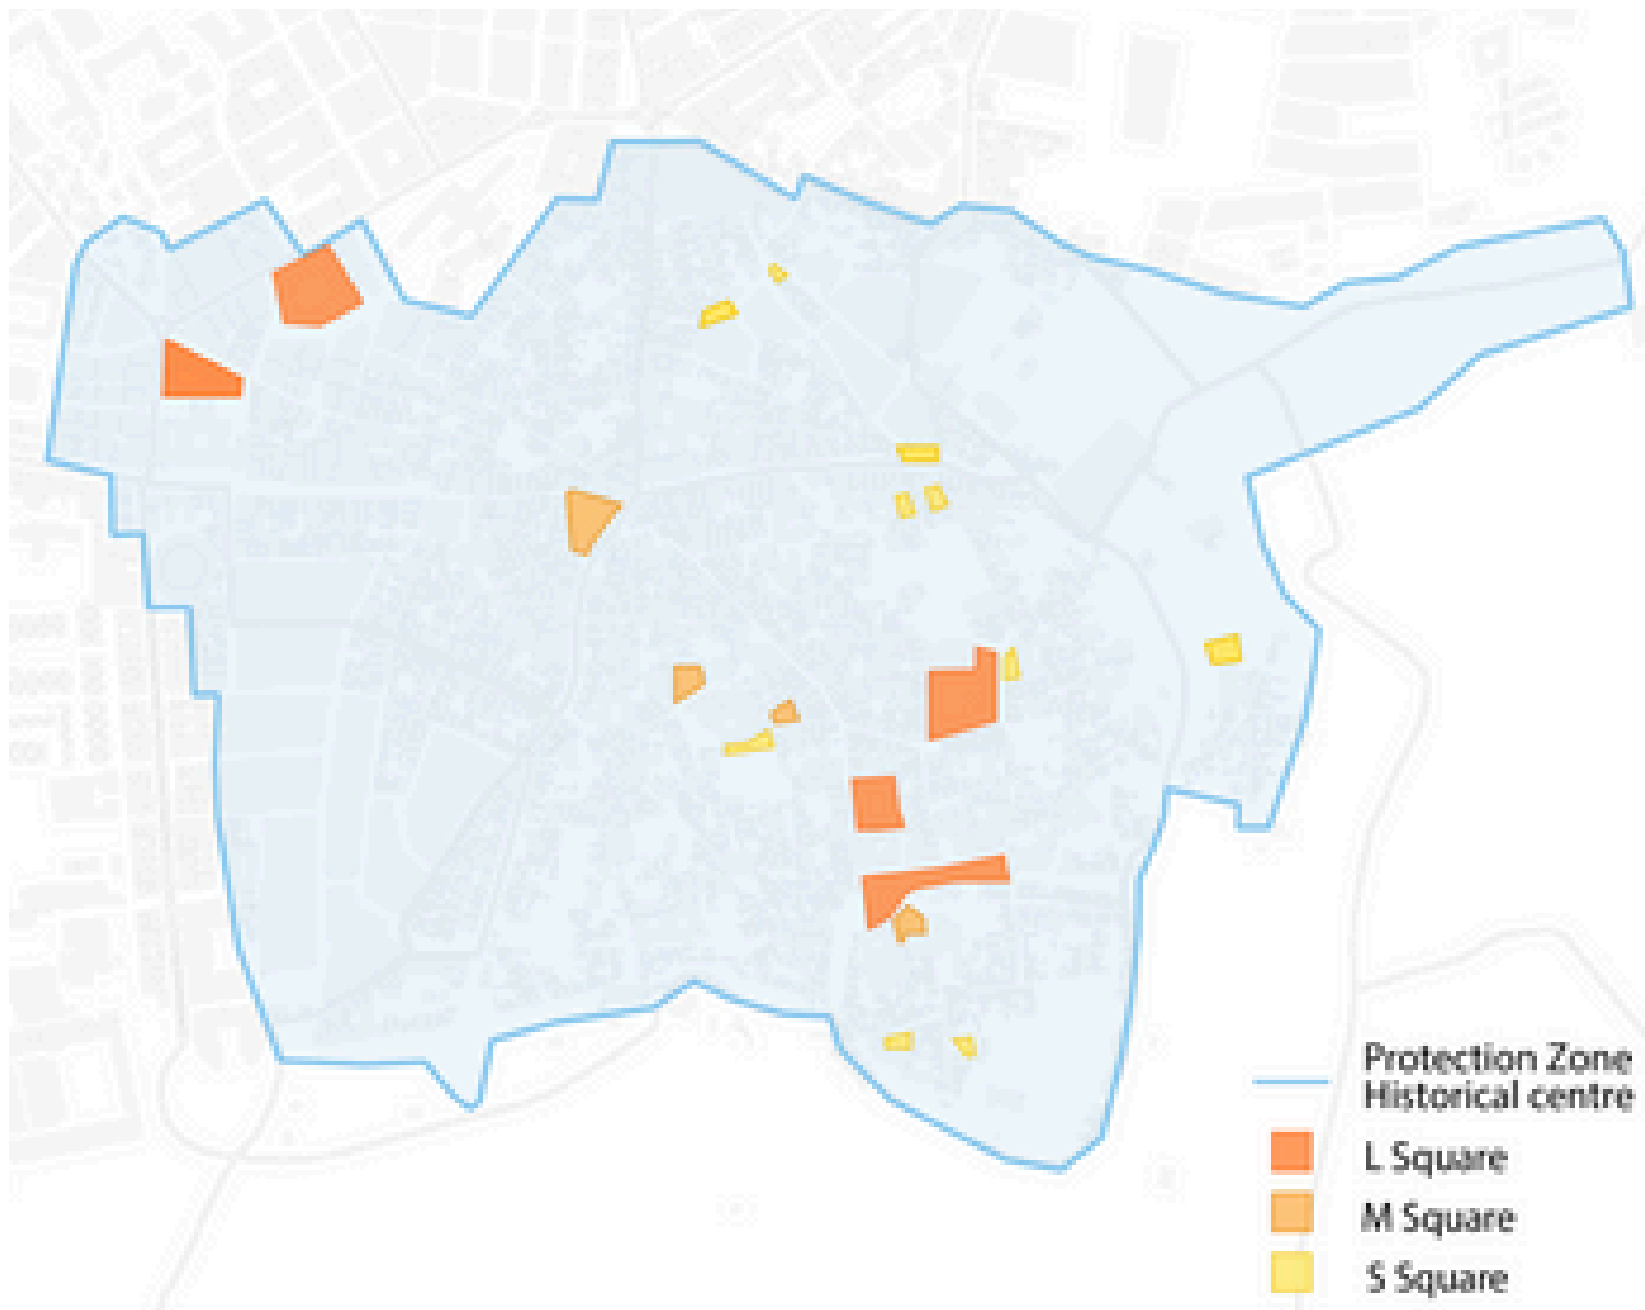 Protection Zone
Historical centre
L Square
M Square
S Square